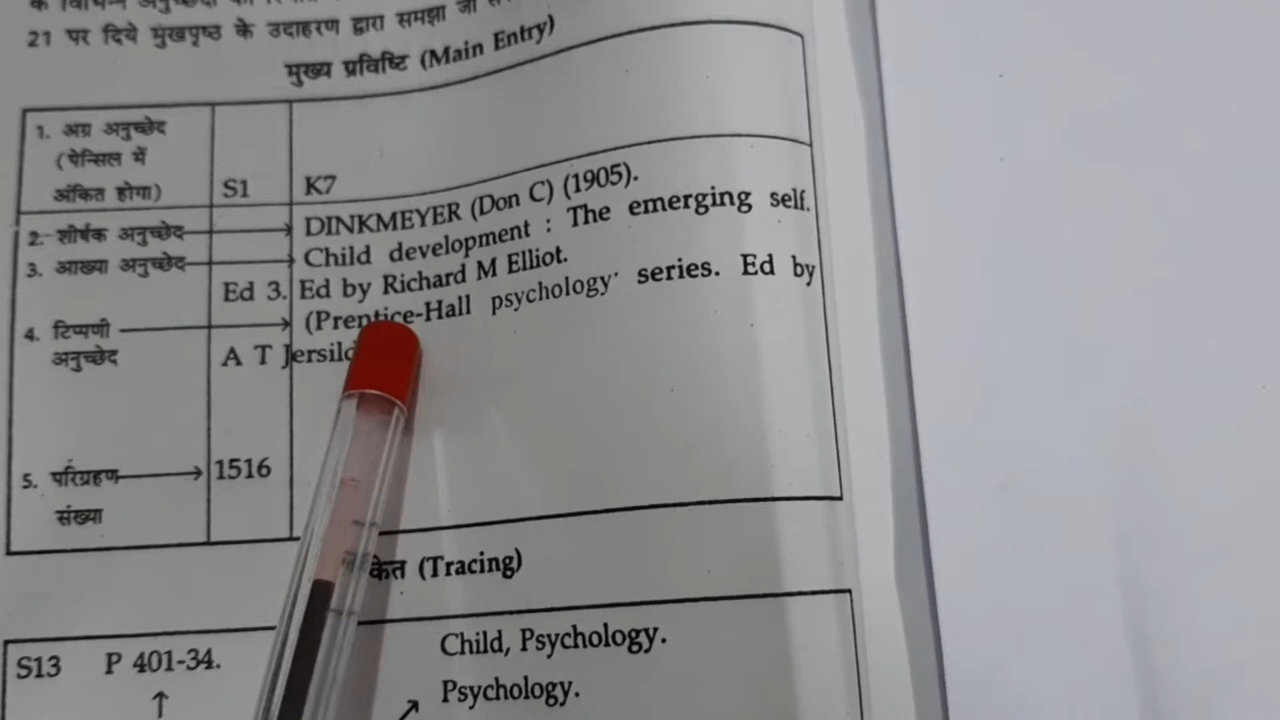 21 पर दिये मुंखपृष्ठ के उदाहरण द्वारा समझा जा
मुख्य प्रविष्टि (Main Entry)
1. अग्र अनुच्छेद
(पेन्सिल में
अंकित होगा) S1 K7
2. शीर्षक अनुच्छेद DINKMEYER (Don C) (1905).
3. आख्या अनुच्छेद Child development : The emerging self.
Ed 3. Ed by Richard M Elliot.
4. टिप्पणी (Prentice-Hall psychology series. Ed by
अनुच्छेद A T Jersild
5. परिग्रहण 1516
संख्या
(Tracing)
S13 P 401-34. Child, Psychology.
Psychology.